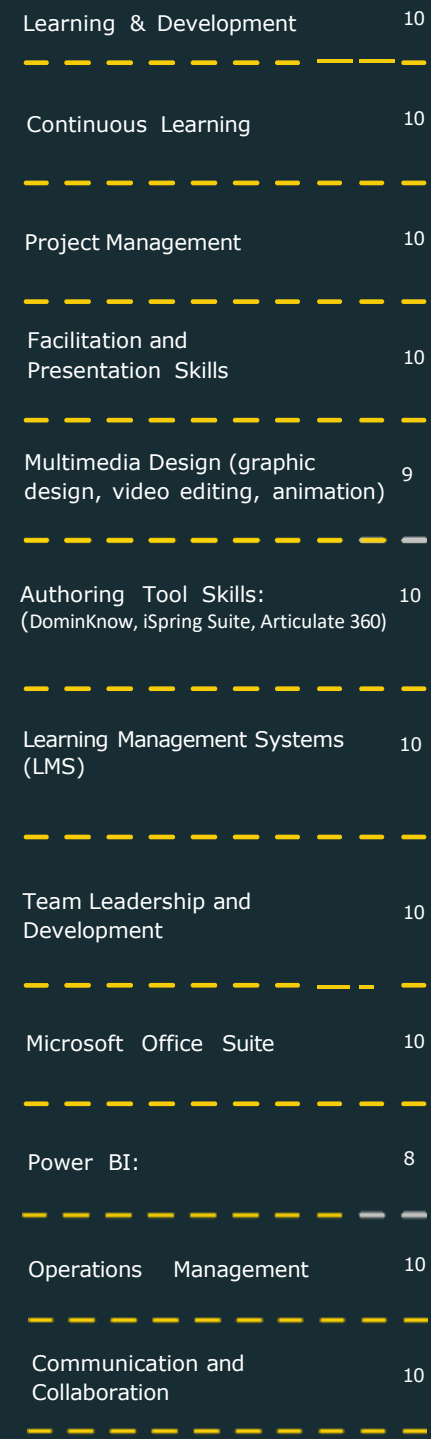 Learning & Development 10
Continuous Learning 10
Project Management 10
Facilitation and
Presentation Skills 10
Multimedia Design (graphic
design, video editing, animation) 9
Authoring Tool Skills: 10
(DominKnow, iSpring Suite, Articulate 360)
Learning Management Systems 10
(LMS)
Team Leadership and
Development 10
Microsoft Office Suite 10
Power BI: 8
Operations Management 10
Communication and
Collaboration 10